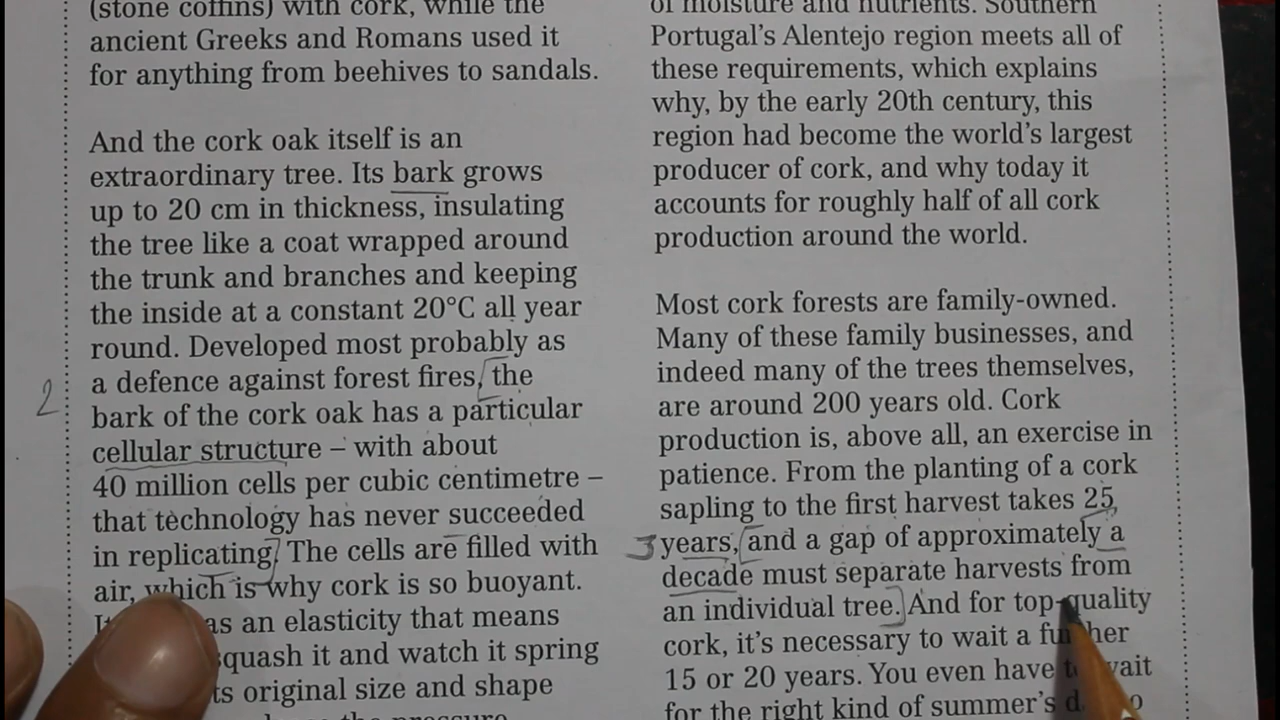 (stone coffins) with cork, while the
ancient Greeks and Romans used it
for anything from beehives to sandals.
And the cork oak itself is an
extraordinary tree. Its bark grows
up to 20 cm in thickness, insulating
the tree like a coat wrapped around
the trunk and branches and keeping
the inside at a constant 20°C all year
round. Developed most probably as
a defence against forest fires, the
2
bark of the cork oak has a particular
cellular structure – with about
40 million cells per cubic centimetre –
that technology has never succeeded
in replicating. The cells are filled with
air, which is why cork is so buoyant.
as an elasticity that means
squash it and watch it spring
its original size and shape
of moisture and nutrients. Southern
Portugal's Alentejo region meets all of
these requirements, which explains
why, by the early 20th century, this
region had become the world's largest
producer of cork, and why today it
accounts for roughly half of all cork
production around the world.
Most cork forests are family-owned.
Many of these family businesses, and
indeed many of the trees themselves,
are around 200 years old. Cork
production is, above all, an exercise in
patience. From the planting of a cork
sapling to the first harvest takes 25
3 years, and a gap of approximately a
decade must separate harvests from
an individual tree. And for top-quality
cork, it's necessary to wait a further
15 or 20 years. You even have to wait
for the right kind of summer's